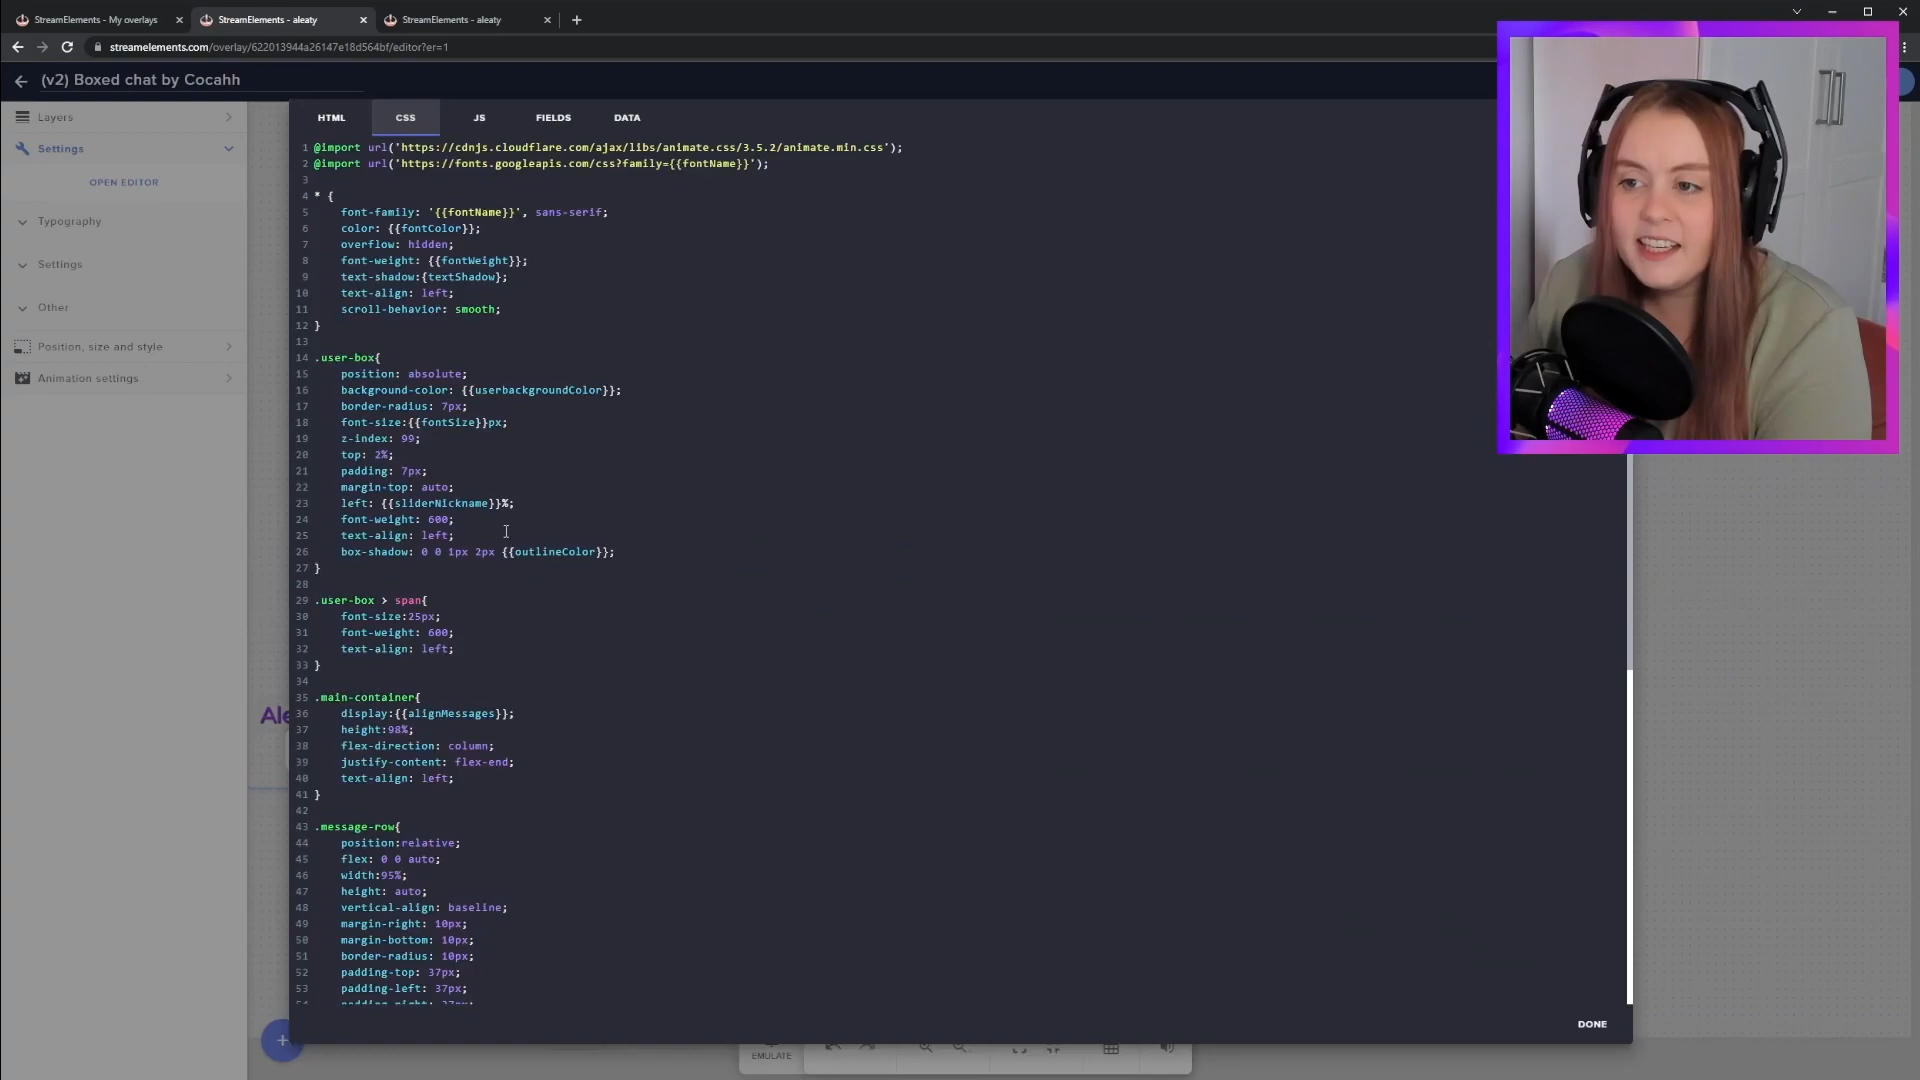 StreamElements - My overlays
StreamElements - aleaty
StreamElements - aleaty
streamelements.com/overlay/622013944a26147e18d564bf/editor?er=1
(v2) Boxed chat by Cocahh
Layers
Settings
OPEN EDITOR
Typography
Settings
Other
Position, size and style
Animation settings
HTML
CSS
JS
FIELDS
DATA
1 @import url('https://cdnjs.cloudflare.com/ajax/libs/animate.css/3.5.2/animate.min.css');
2 @import url('https://fonts.googleapis.com/css?family={{fontName}}');
3
4 * {
5 font-family: '{{fontName}}', sans-serif;
6 color: {{fontColor}};
7 overflow: hidden;
8 font-weight: {{fontWeight}};
9 text-shadow:{textShadow};
10 text-align: left;
11 scroll-behavior: smooth;
12 }
13
14 .user-box{
15 position: absolute;
16 background-color: {{userbackgroundColor}};
17 border-radius: 7px;
18 font-size:{{fontSize}}px;
19 z-index: 99;
20 top: 2%;
21 padding: 7px;
22 margin-top: auto;
23 left: {{sliderNickname}}%;
24 font-weight: 600;
25 text-align: left;
26 box-shadow: 0 0 1px 2px {{outlineColor}};
27 }
28
29 .user-box > span{
30 font-size:25px;
31 font-weight: 600;
32 text-align: left;
33 }
34
35 .main-container{
36 display:{{alignMessages}};
37 height:98%;
38 flex-direction: column;
39 justify-content: flex-end;
40 text-align: left;
41 }
42
43 .message-row{
44 position:relative;
45 flex: 0 0 auto;
46 width:95%;
47 height: auto;
48 vertical-align: baseline;
49 margin-right: 10px;
50 margin-bottom: 10px;
51 border-radius: 10px;
52 padding-top: 37px;
53 padding-left: 37px;
Ale
DONE
EMULATE